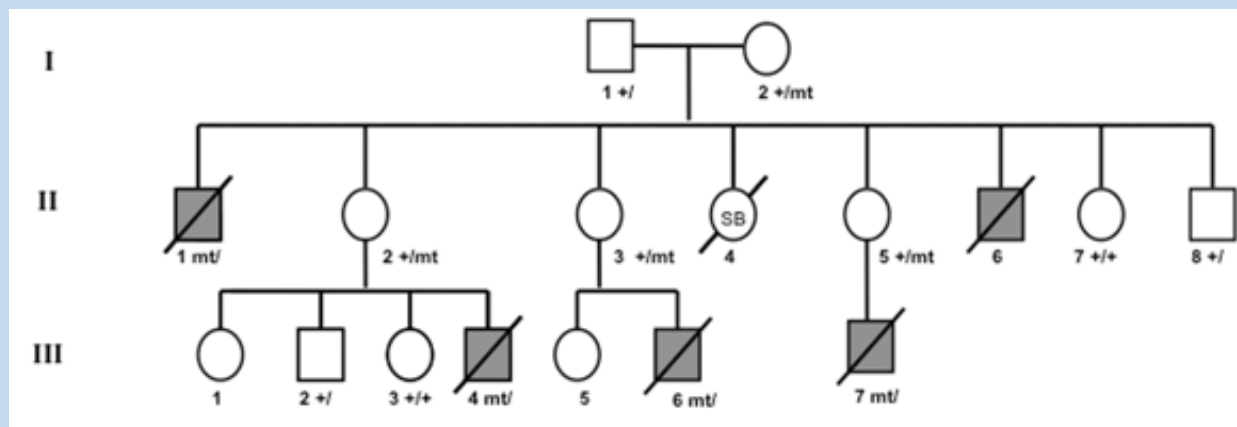 I
1 +/ 2 +/mt
II
SB
1 mt/ 2 +/mt 3 +/mt 4 5 +/mt 6 7 +/+ 8 +/
III
1 2 +/ 3 +/+ 4 mt/ 5 6 mt/ 7 mt/